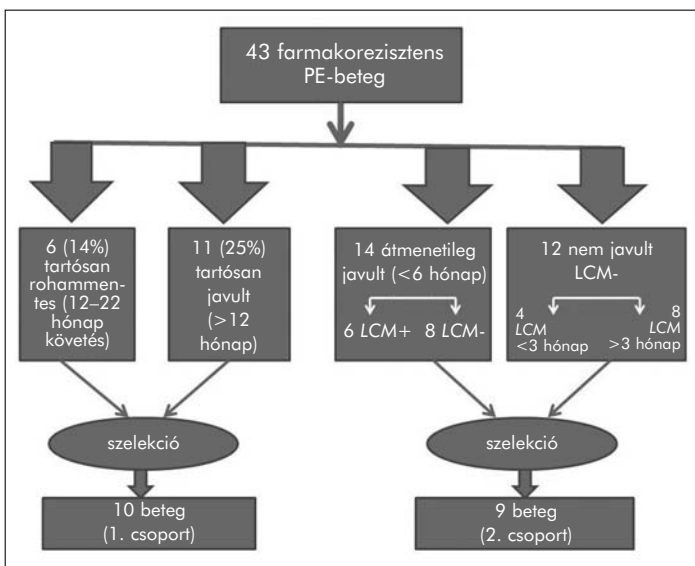 43 farmakorezisztens
PE-beteg
6 (14%)
tartósan
rohammen-
tes (12–22
hónap
követés)
11 (25%)
tartósan
javult
(>12
hónap)
14 átmenetileg
javult (<6 hónap)
6 LCM+ 8 LCM-
12 nem javult
LCM-
4
LCM
<3 hónap
8
LCM
>3 hónap
szelekció
szelekció
10 beteg
(1. csoport)
9 beteg
(2. csoport)